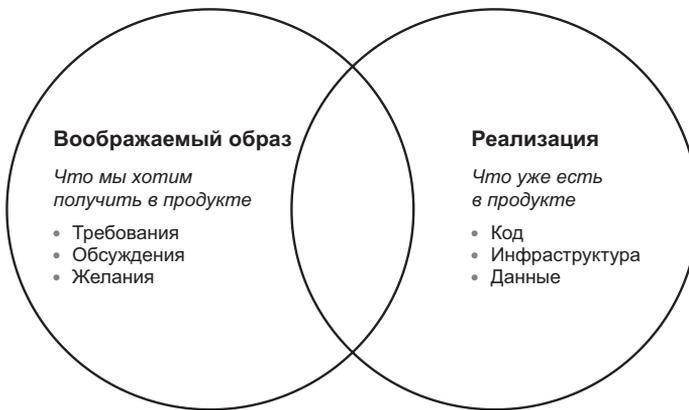 Воображаемый образ
Что мы хотим
получить в продукте
• Требования
• Обсуждения
• Желания
Реализация
Что уже есть
в продукте
• Код
• Инфраструктура
• Данные